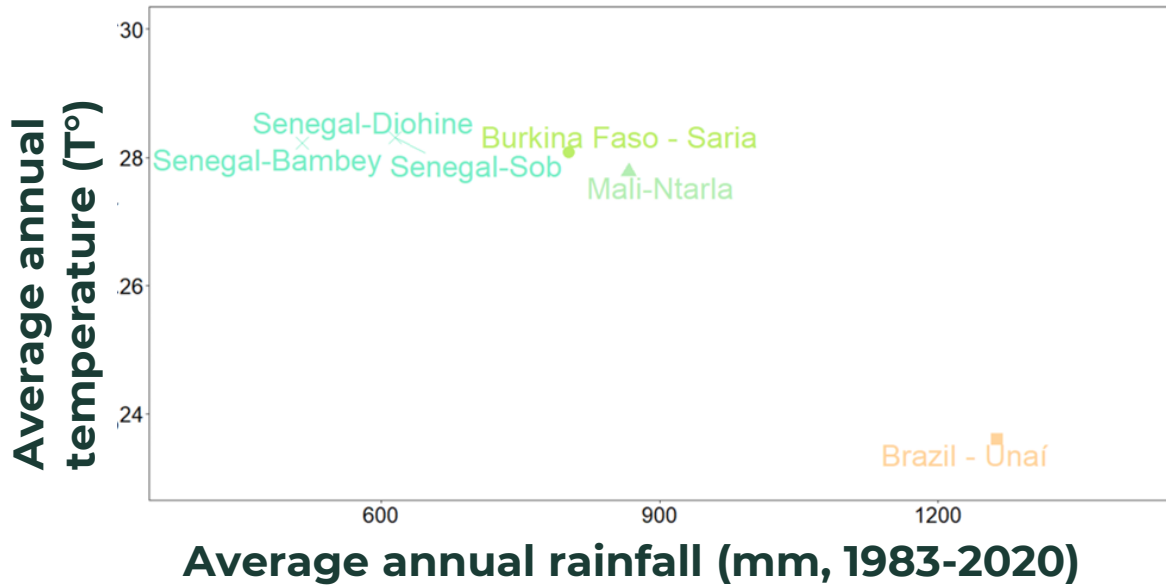 Average annual
temperature (T°)
30
28
26
24
Senegal-Diohine
Burkina Faso - Saria
Senegal-Bambey
Senegal-Sob
Mali-Ntarla
Brazil - Unaí
600
900
1200
Average annual rainfall (mm, 1983-2020)